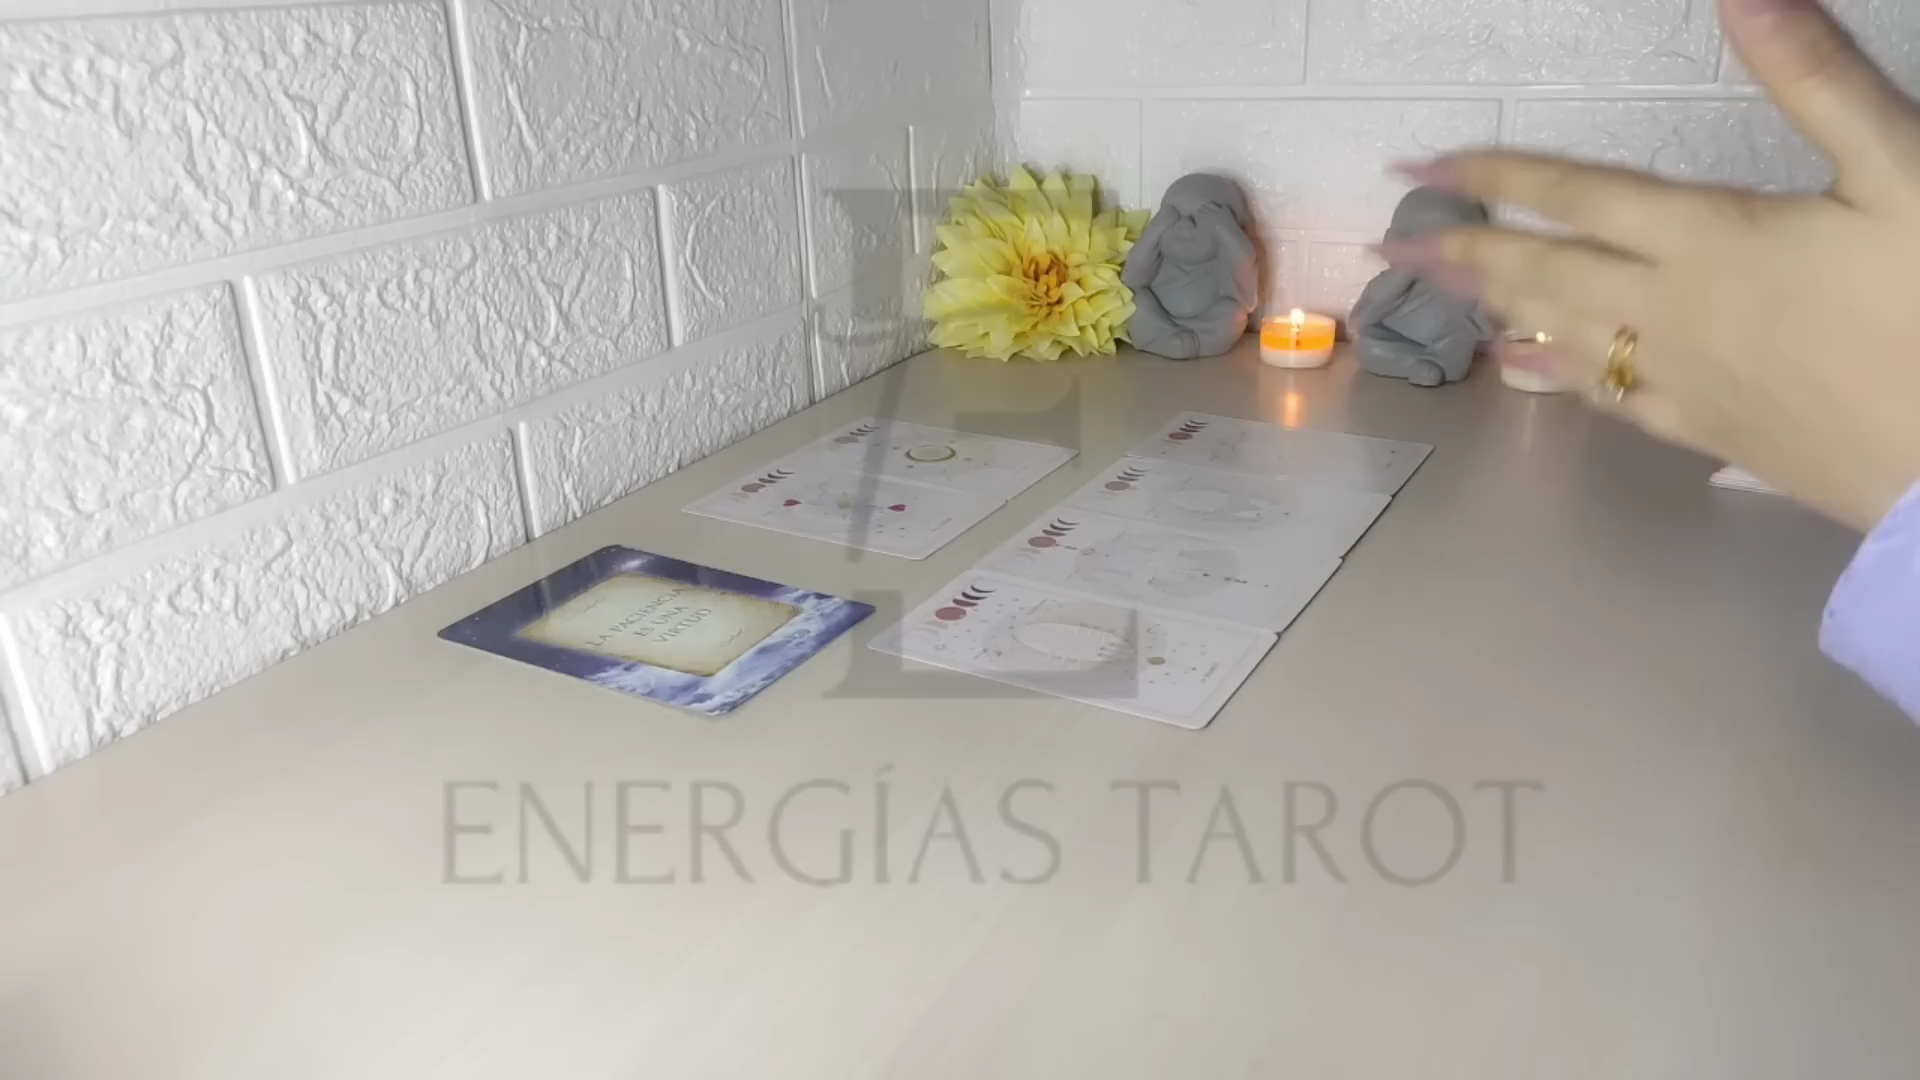 LA PACIENCIA
ES UNA
VIRTUD
E
ENERGÍAS TAROT